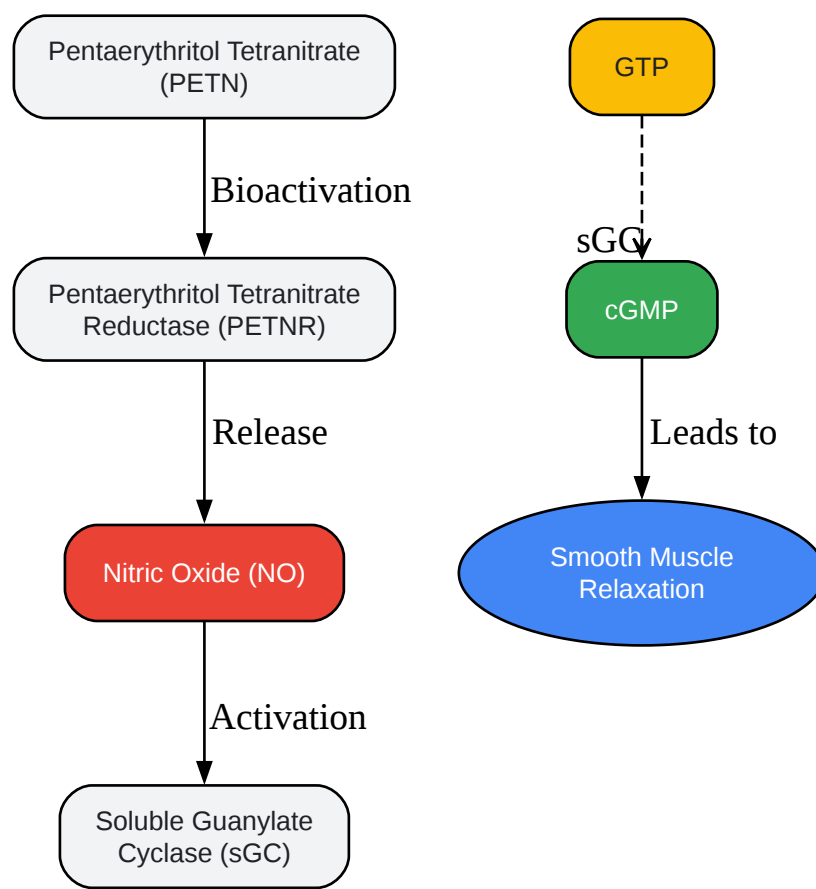 Pentaerythritol Tetranitrate
(PETN)
Bioactivation
Pentaerythritol Tetranitrate
Reductase (PETNR)
Release
Nitric Oxide (NO)
Activation
Soluble Guanylate
Cyclase (sGC)
GTP
sGC
cGMP
Leads to
Smooth Muscle
Relaxation